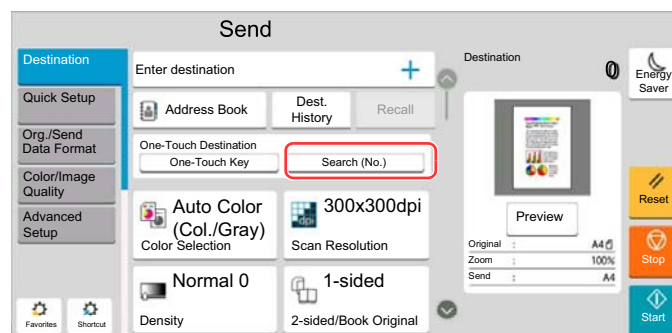 Send
Destination
Quick Setup
Org./Send
Data Format
Color/Image
Quality
Advanced
Setup
Favorites
Shortcut
Enter destination
Address Book
Dest.
History
Recall
One-Touch Destination
One-Touch Key
Search (No.)
Auto Color
(Col./Gray)
Color Selection
300x300dpi
Scan Resolution
Normal 0
Density
1-sided
2-sided/Book Original
Destination 0
Preview
Original : A4
Zoom : 100%
Send : A4
Energy
Saver
Reset
Stop
Start